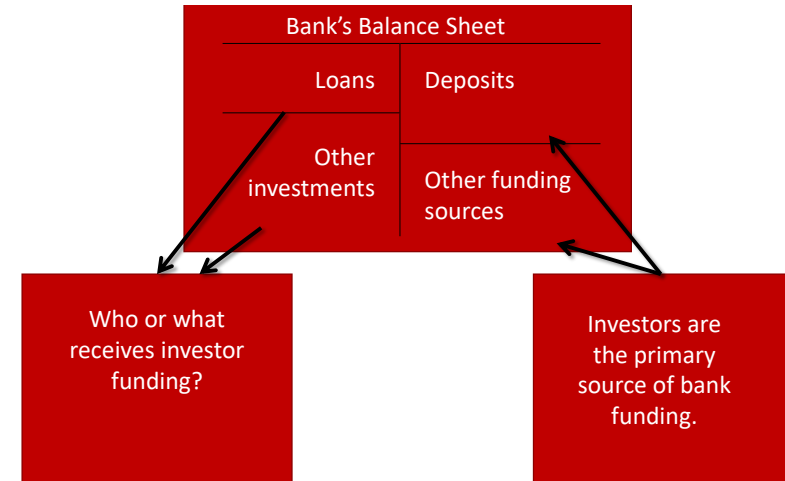 Bank's Balance Sheet
Loans
Deposits
Other
investments
Other funding
sources
Who or what
receives investor
funding?
Investors are
the primary
source of bank
funding.